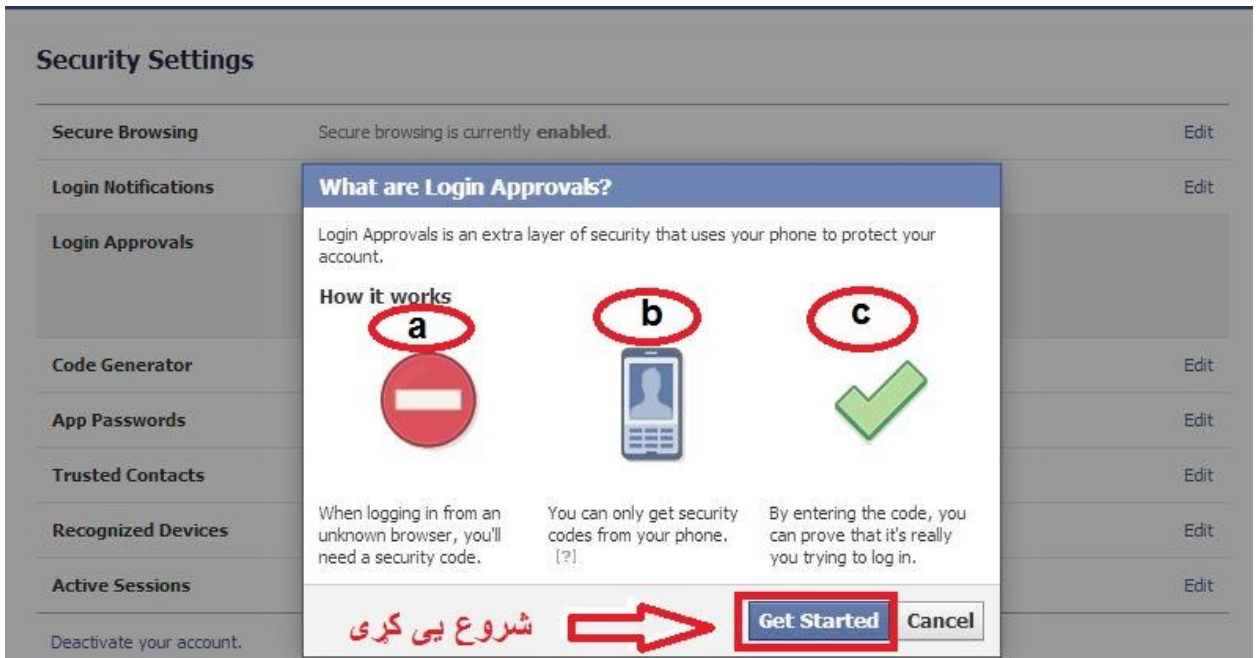 Security Settings
Secure Browsing Secure browsing is currently enabled. Edit
Login Notifications Edit
Login Approvals
Code Generator Edit
App Passwords Edit
Trusted Contacts Edit
Recognized Devices Edit
Active Sessions Edit
Deactivate your account.
What are Login Approvals?
Login Approvals is an extra layer of security that uses your phone to protect your
account.
How it works
a b c
When logging in from an
unknown browser, you'll
need a security code.
You can only get security
codes from your phone.
[?]
By entering the code, you
can prove that it's really
you trying to log in.
شروع یی کړی
Get Started Cancel